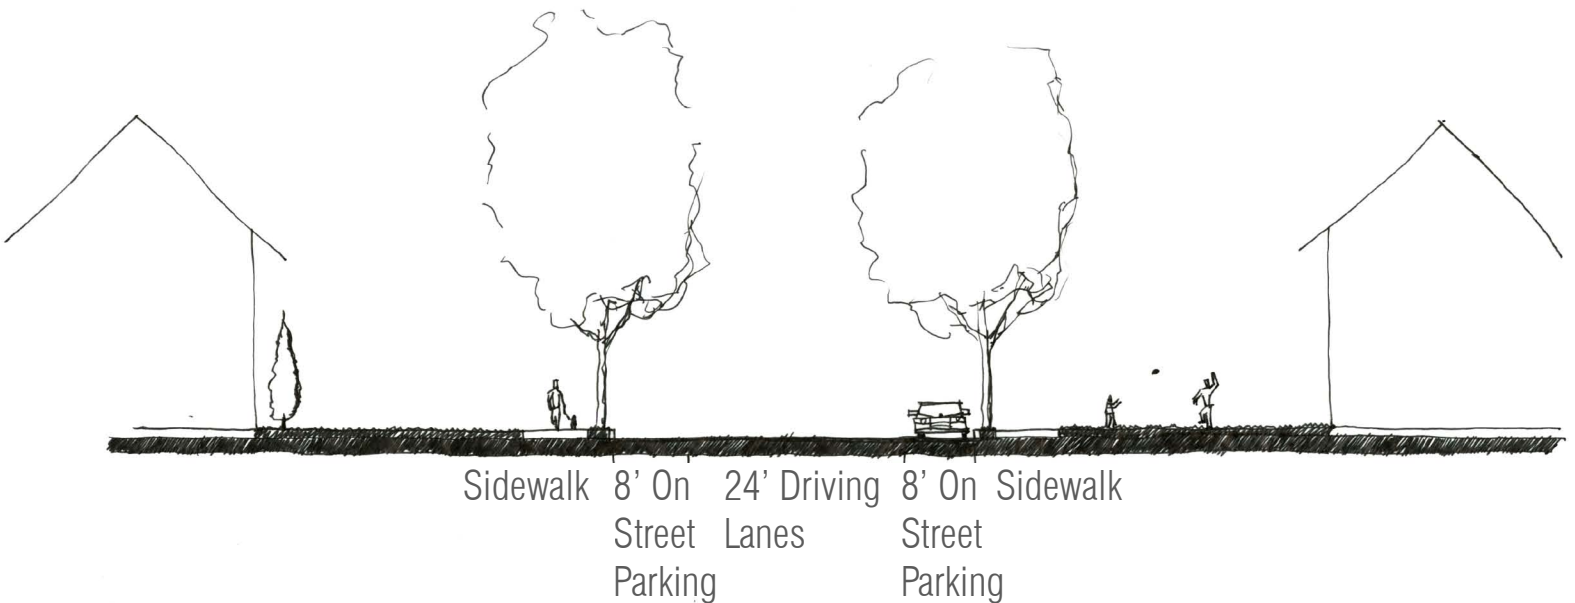 Sidewalk
8’ On
Street
Parking
24’ Driving
Lanes
8’ On
Street
Parking
Sidewalk